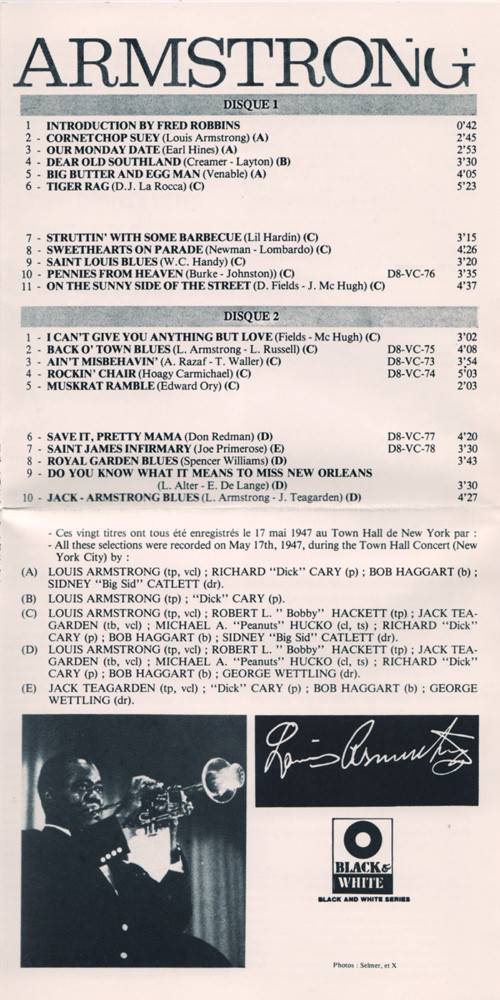 ARMSTRONG
DISQUE 1
1 INTRODUCTION BY FRED ROBBINS 0'42
2 - CORNET CHOP SUEY (Louis Armstrong) (A) 2'45
3 - OUR MONDAY DATE (Earl Hines) (A) 2'53
4 - DEAR OLD SOUTHLAND (Creamer - Layton) (B) 3'30
5 - BIG BUTTER AND EGG MAN (Venable) (A) 4'05
6 - TIGER RAG (D.J. La Rocca) (C) 5'23
7 - STRUTTIN' WITH SOME BARBECUE (Lil Hardin) (C) 3'15
8 - SWEETHEARTS ON PARADE (Newman - Lombardo) (C) 4'26
9 - SAINT LOUIS BLUES (W.C. Handy) (C) 3'20
10 - PENNIES FROM HEAVEN (Burke - Johnston)) (C) D8-VC-76 3'35
11 - ON THE SUNNY SIDE OF THE STREET (D. Fields - J. Mc Hugh) (C) 4'37
DISQUE 2
1 - I CAN'T GIVE YOU ANYTHING BUT LOVE (Fields - Mc Hugh) (C) 3'02
2 - BACK O' TOWN BLUES (L. Armstrong - L. Russell) (C) D8-VC-75 4'08
3 - AIN'T MISBEHAVIN' (A. Razaf - T. Waller) (C) D8-VC-73 3'54
4 - ROCKIN' CHAIR (Hoagy Carmichael) (C) D8-VC-74 5'03
5 - MUSKRAT RAMBLE (Edward Ory) (C) 2'03
6 - SAVE IT, PRETTY MAMA (Don Redman) (D) D8-VC-77 4'20
7 - SAINT JAMES INFIRMARY (Joe Primerose) (E) D8-VC-78 3'30
8 - ROYAL GARDEN BLUES (Spencer Williams) (D) 3'43
9 - DO YOU KNOW WHAT IT MEANS TO MISS NEW ORLEANS
(L. Alter - E. De Lange) (D) 3'30
10 - JACK - ARMSTRONG BLUES (L. Armstrong - J. Teagarden) (D) 4'27
- Ces vingt titres ont tous été enregistrés le 17 mai 1947 au Town Hall de New York par :
- All these selections were recorded on May 17th, 1947, during the Town Hall Concert (New
York City) by :
(A) LOUIS ARMSTRONG (tp, vcl) ; RICHARD "Dick" CARY (p) ; BOB HAGGART (b) ;
SIDNEY "Big Sid" CATLETT (dr).
(B) LOUIS ARMSTRONG (tp) ; "Dick" CARY (p).
(C) LOUIS ARMSTRONG (tp, vcl) ; ROBERT L. " Bobby" HACKETT (tp) ; JACK TEA-
GARDEN (tb, vcl) ; MICHAEL A. "Peanuts" HUCKO (cl, ts) ; RICHARD "Dick"
CARY (p) ; BOB HAGGART (b) ; SIDNEY "Big Sid" CATLETT (dr).
(D) LOUIS ARMSTRONG (tp, vcl) ; ROBERT L. " Bobby" HACKETT (tp) ; JACK TEA-
GARDEN (tb, vcl) ; MICHAEL A. "Peanuts" HUCKO (cl, ts) ; RICHARD "Dick"
CARY (p) ; BOB HAGGART (b) ; GEORGE WETTLING (dr).
(E) JACK TEAGARDEN (tp, vcl) ; "Dick" CARY (p) ; BOB HAGGART (b) ; GEORGE
WETTLING (dr).
Louis Armstrong
BLACK &
WHITE
BLACK AND WHITE SERIES
Photos : Selmer, et X